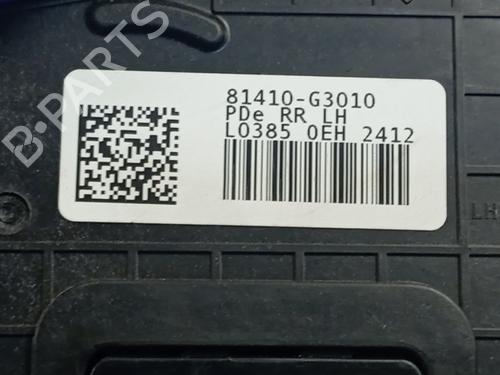 81410-G3010
PDe RR LH
L0385 0EH 2412
LH
B-PARTS